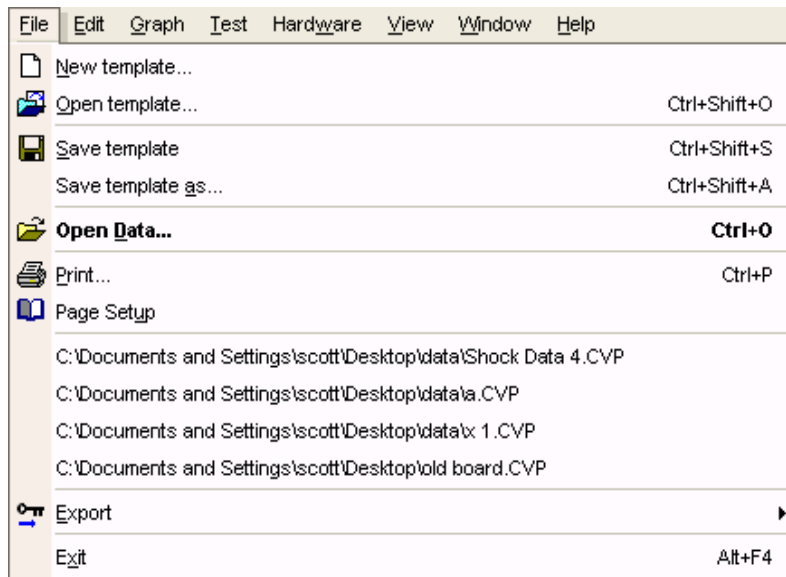 File Edit Graph Test Hardware View Window Help
New template...
Open template... Ctrl+Shift+O
Save template Ctrl+Shift+S
Save template as... Ctrl+Shift+A
Open Data... Ctrl+O
Print... Ctrl+P
Page Setup
C:\Documents and Settings\scott\Desktop\data\Shock Data 4.CVP
C:\Documents and Settings\scott\Desktop\data\a.CVP
C:\Documents and Settings\scott\Desktop\data\x 1.CVP
C:\Documents and Settings\scott\Desktop\old board.CVP
Export
Exit Alt+F4